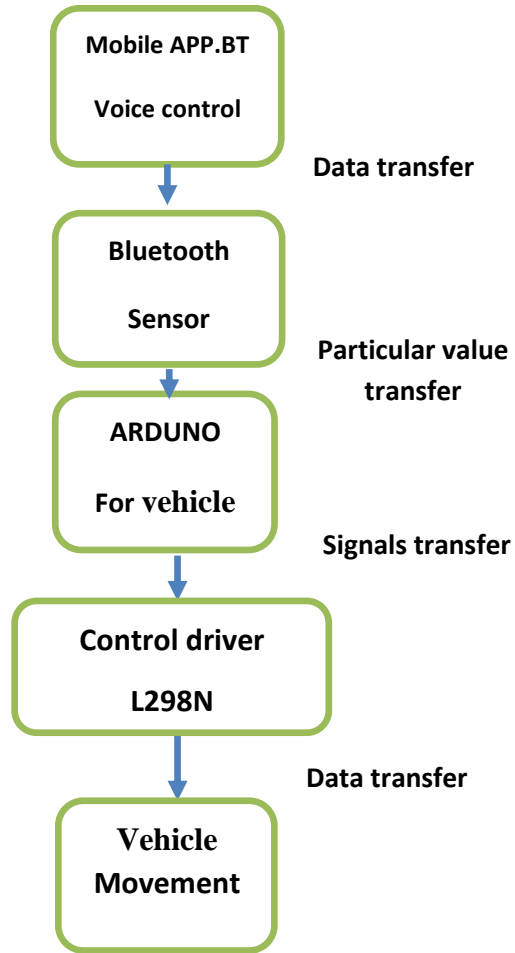 Mobile APP.BT
Voice control
Data transfer
Bluetooth
Sensor
Particular value
transfer
ARDUNO
For vehicle
Signals transfer
Control driver
L298N
Data transfer
Vehicle
Movement